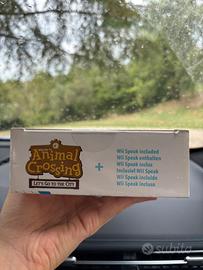 Animal
Crossing
LET'S GO TO THE CITY
+
Wii Speak included
Wii Speak enthalten
Wii Speak inclus
Inclusief Wii Speak
Wii Speak incluido
Wii Speak incluso
subito